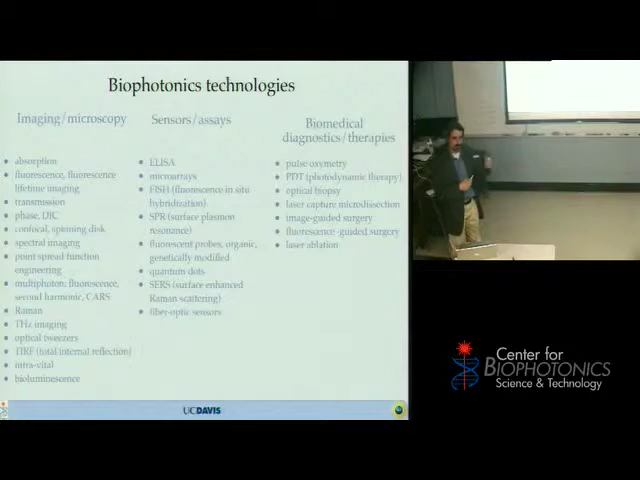 Biophotonics technologies
Imaging/microscopy
absorption
fluorescence, fluorescence
lifetime imaging
transmission
phase, DIC
confocal, spinning disk
spectral imaging
point spread function
engineering
multiphoton: fluorescence,
second harmonic, CARS
Raman
THz imaging
optical tweezers
TIRF (total internal reflection)
intra-vital
bioluminescence
Sensors/assays
ELISA
microarrays
FISH (fluorescence in situ
hybridization)
SPR (surface plasmon
resonance)
fluorescent probes, organic,
genetically modified
quantum dots
SERS (surface enhanced
Raman scattering)
fiber-optic sensors
Biomedical
diagnostics/therapies
pulse oxymetry
PDT (photodynamic therapy)
optical biopsy
laser capture microdissection
image-guided surgery
fluorescence-guided surgery
laser ablation
UCDAVIS
Center for
BIOPHOTONICS
Science & Technology